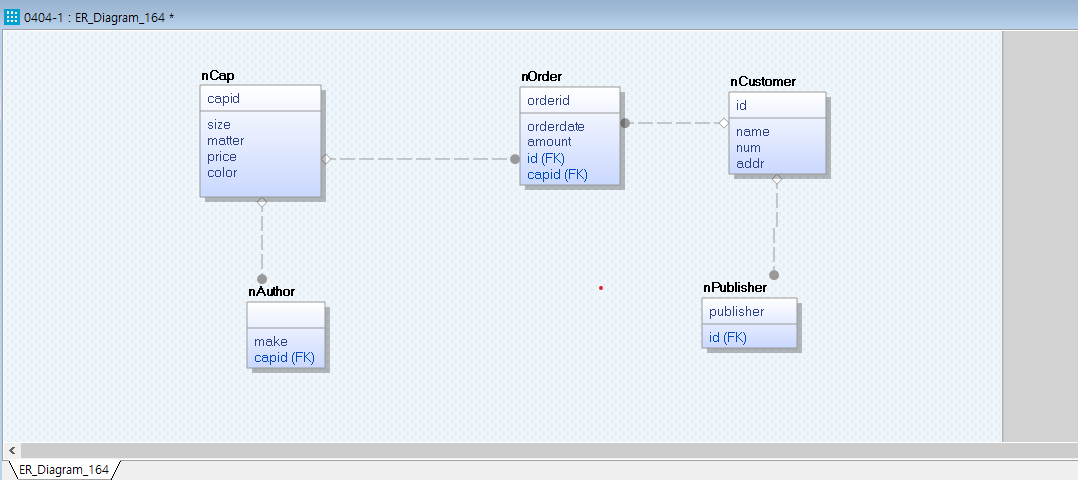 0404-1 : ER_Diagram_164 *
nCap
capid
size
matter
price
color
nOrder
orderid
orderdate
amount
id (FK)
capid (FK)
nCustomer
id
name
num
addr
nAuthor
make
capid (FK)
nPublisher
publisher
id (FK)
ER_Diagram_164